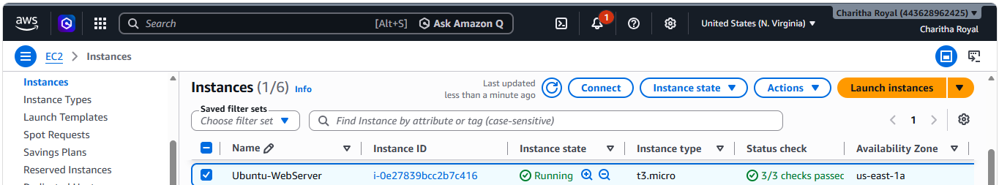 aws
Search [Alt+S] Ask Amazon Q 1 United States (N. Virginia) Charitha Royal (443628962425)
Charitha Royal
EC2 Instances
Instances
Instance Types
Launch Templates
Spot Requests
Savings Plans
Reserved Instances
Instances (1/6) Info
Last updated
less than a minute ago
Connect Instance state Actions Launch instances
Saved filter sets
Choose filter set
Find Instance by attribute or tag (case-sensitive)
1
Name Instance ID Instance state Instance type Status check Availability Zone
Ubuntu-WebServer i-0e27839bcc2b7c416 Running t3.micro 3/3 checks passec us-east-1a